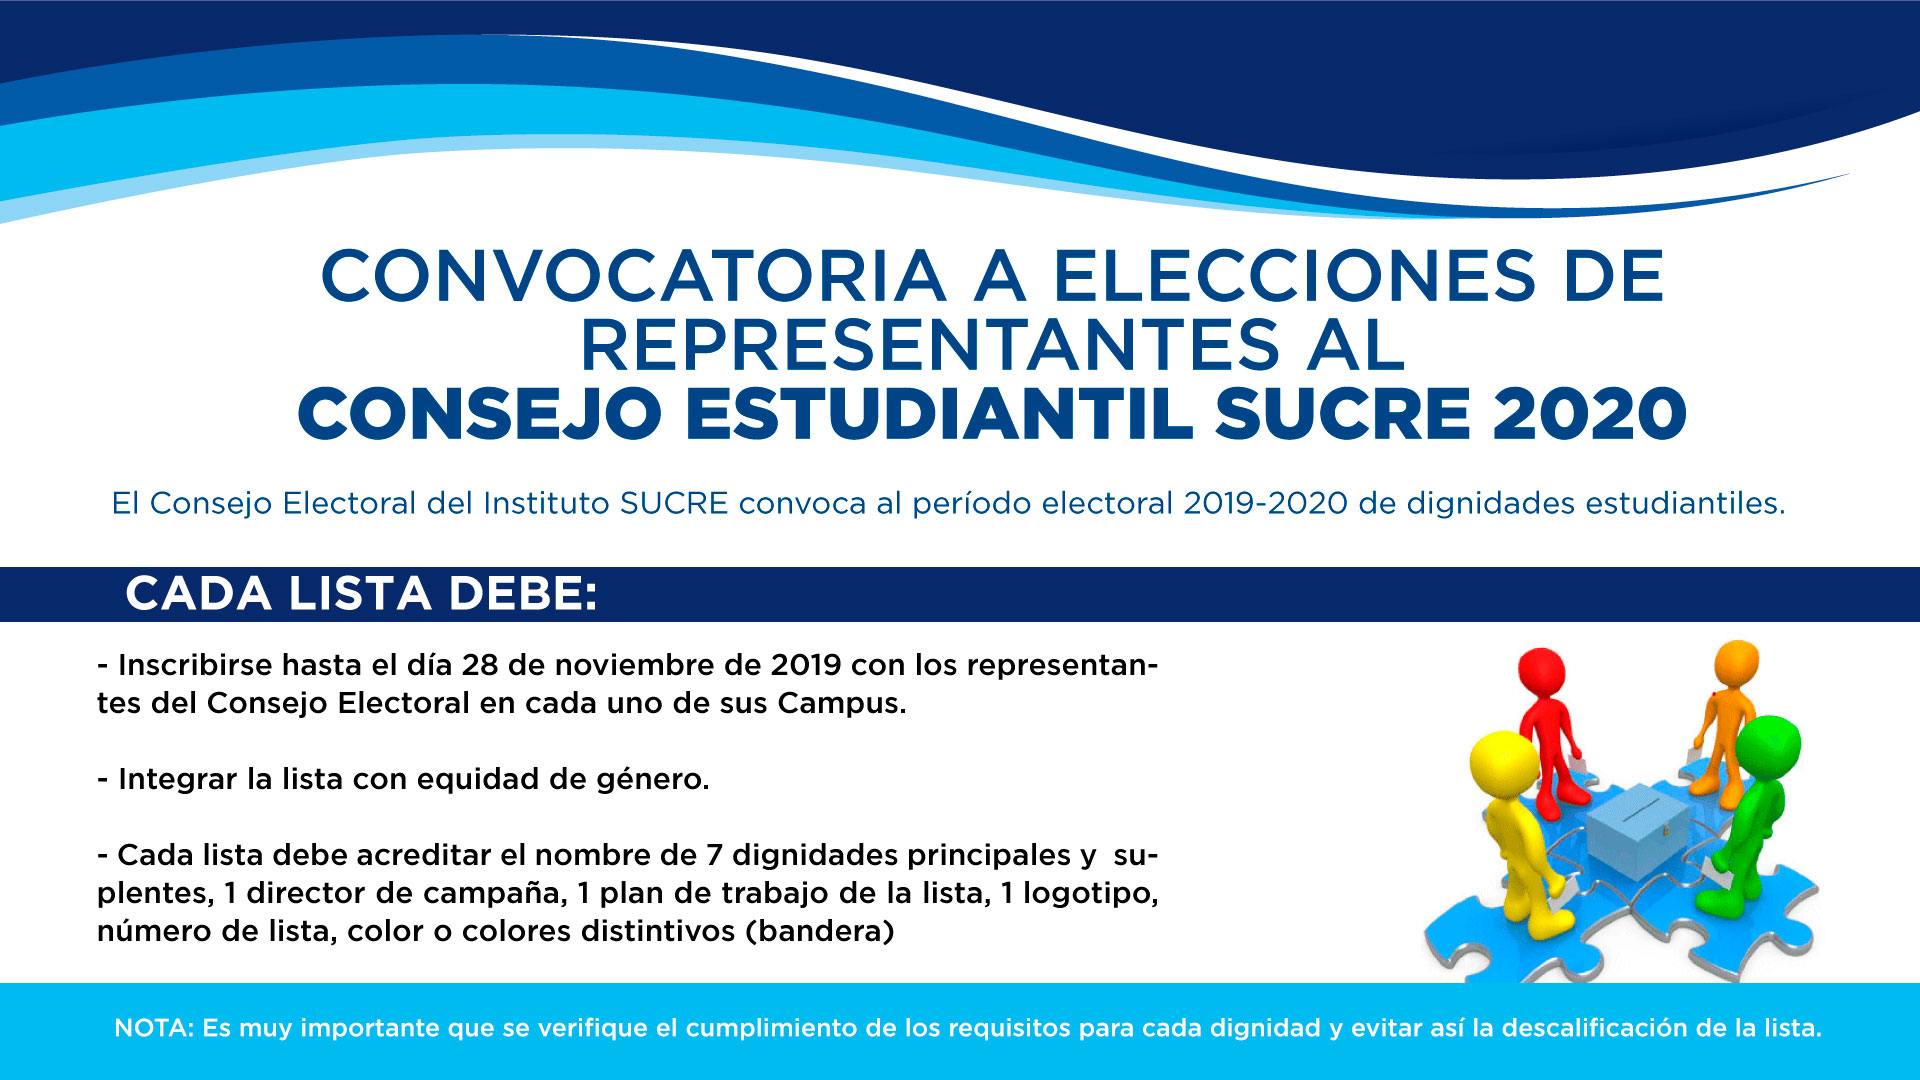 CONVOCATORIA A ELECCIONES DE
REPRESENTANTES AL
CONSEJO ESTUDIANTIL SUCRE 2020
El Consejo Electoral del Instituto SUCRE convoca al período electoral 2019-2020 de dignidades estudiantiles.
CADA LISTA DEBE:
- Inscribirse hasta el día 28 de noviembre de 2019 con los representan-
tes del Consejo Electoral en cada uno de sus Campus.
- Integrar la lista con equidad de género.
- Cada lista debe acreditar el nombre de 7 dignidades principales y  su-
plentes, 1 director de campaña, 1 plan de trabajo de la lista, 1 logotipo,
número de lista, color o colores distintivos (bandera)
NOTA: Es muy importante que se verifique el cumplimiento de los requisitos para cada dignidad y evitar así la descalificación de la lista.